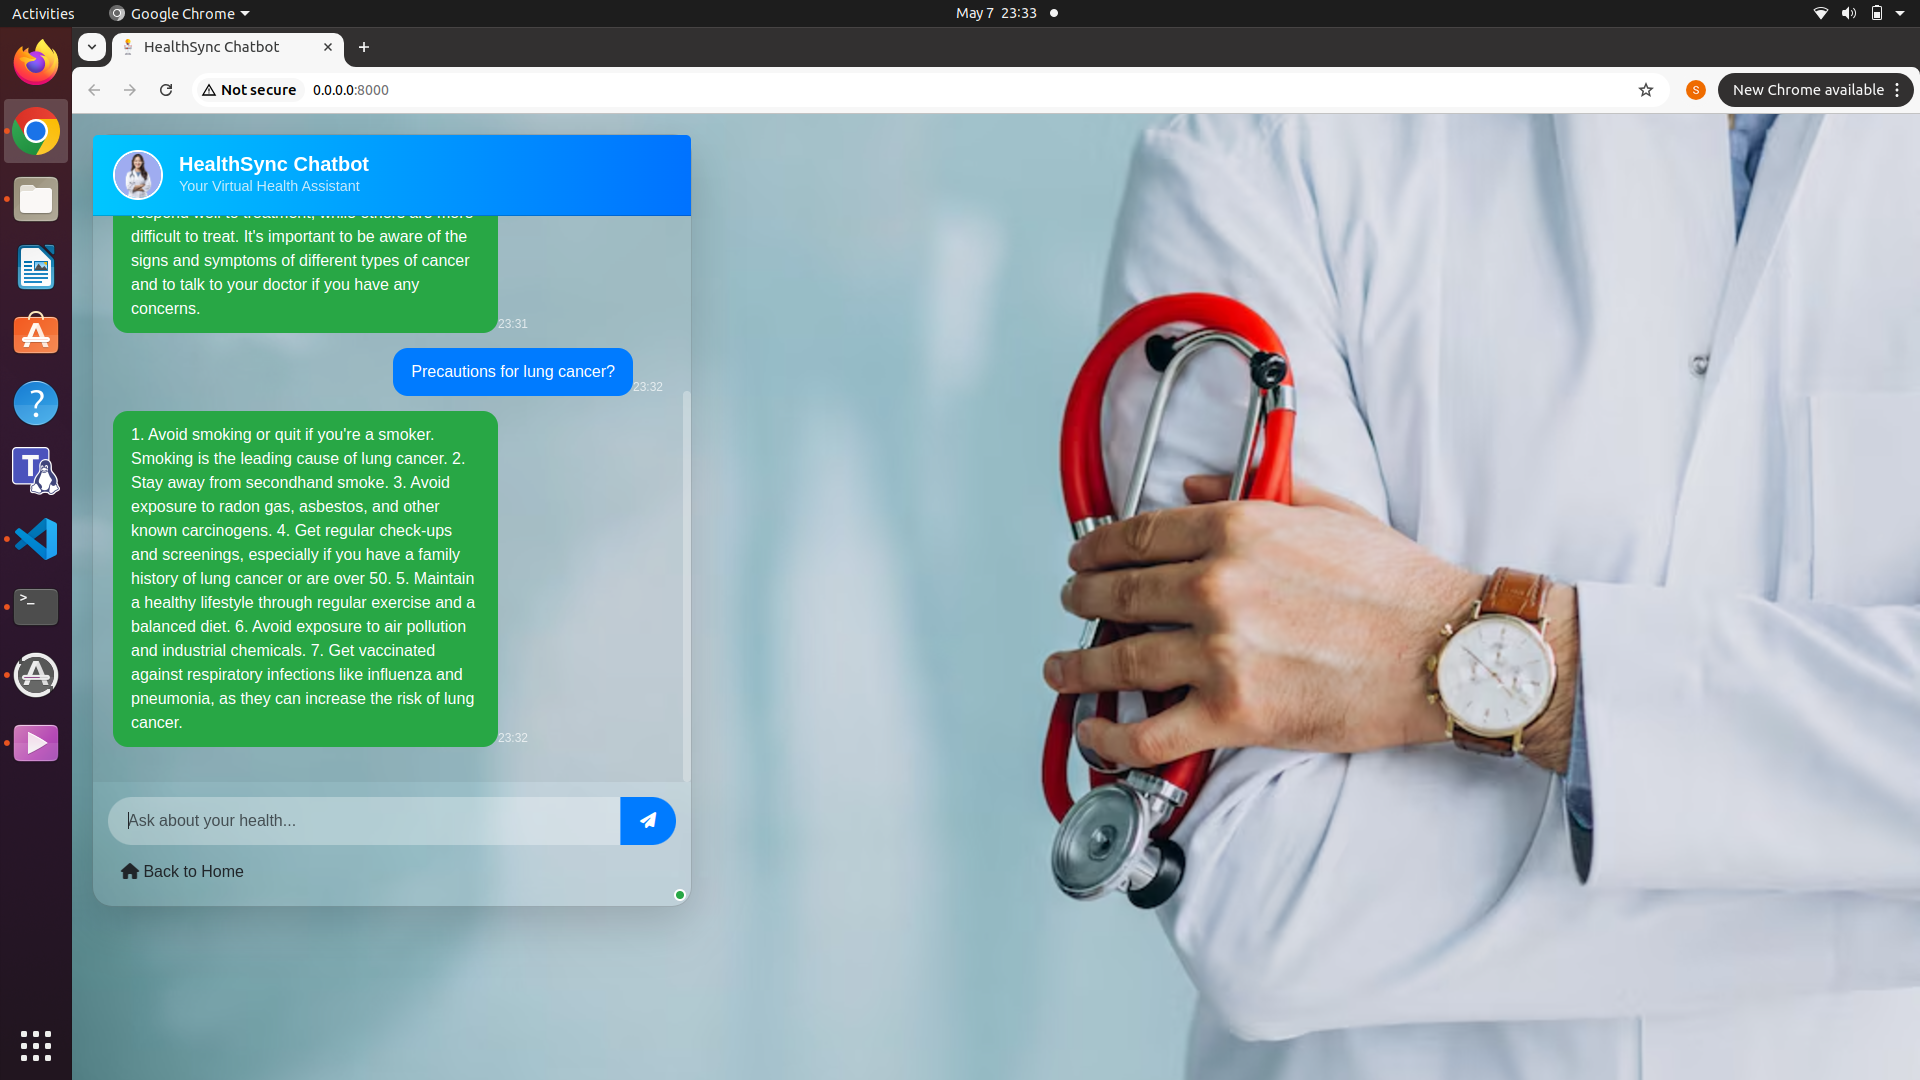 Activities
Google Chrome
May 7 23:33
HealthSync Chatbot
Not secure
0.0.0.0:8000
S
New Chrome available
HealthSync Chatbot
Your Virtual Health Assistant
respond well to treatment, while others are more
difficult to treat. It's important to be aware of the
signs and symptoms of different types of cancer
and to talk to your doctor if you have any
concerns.
23:31
Precautions for lung cancer?
23:32
1. Avoid smoking or quit if you're a smoker.
Smoking is the leading cause of lung cancer. 2.
Stay away from secondhand smoke. 3. Avoid
exposure to radon gas, asbestos, and other
known carcinogens. 4. Get regular check-ups
and screenings, especially if you have a family
history of lung cancer or are over 50. 5. Maintain
a healthy lifestyle through regular exercise and a
balanced diet. 6. Avoid exposure to air pollution
and industrial chemicals. 7. Get vaccinated
against respiratory infections like influenza and
pneumonia, as they can increase the risk of lung
cancer.
23:32
Ask about your health...
Back to Home